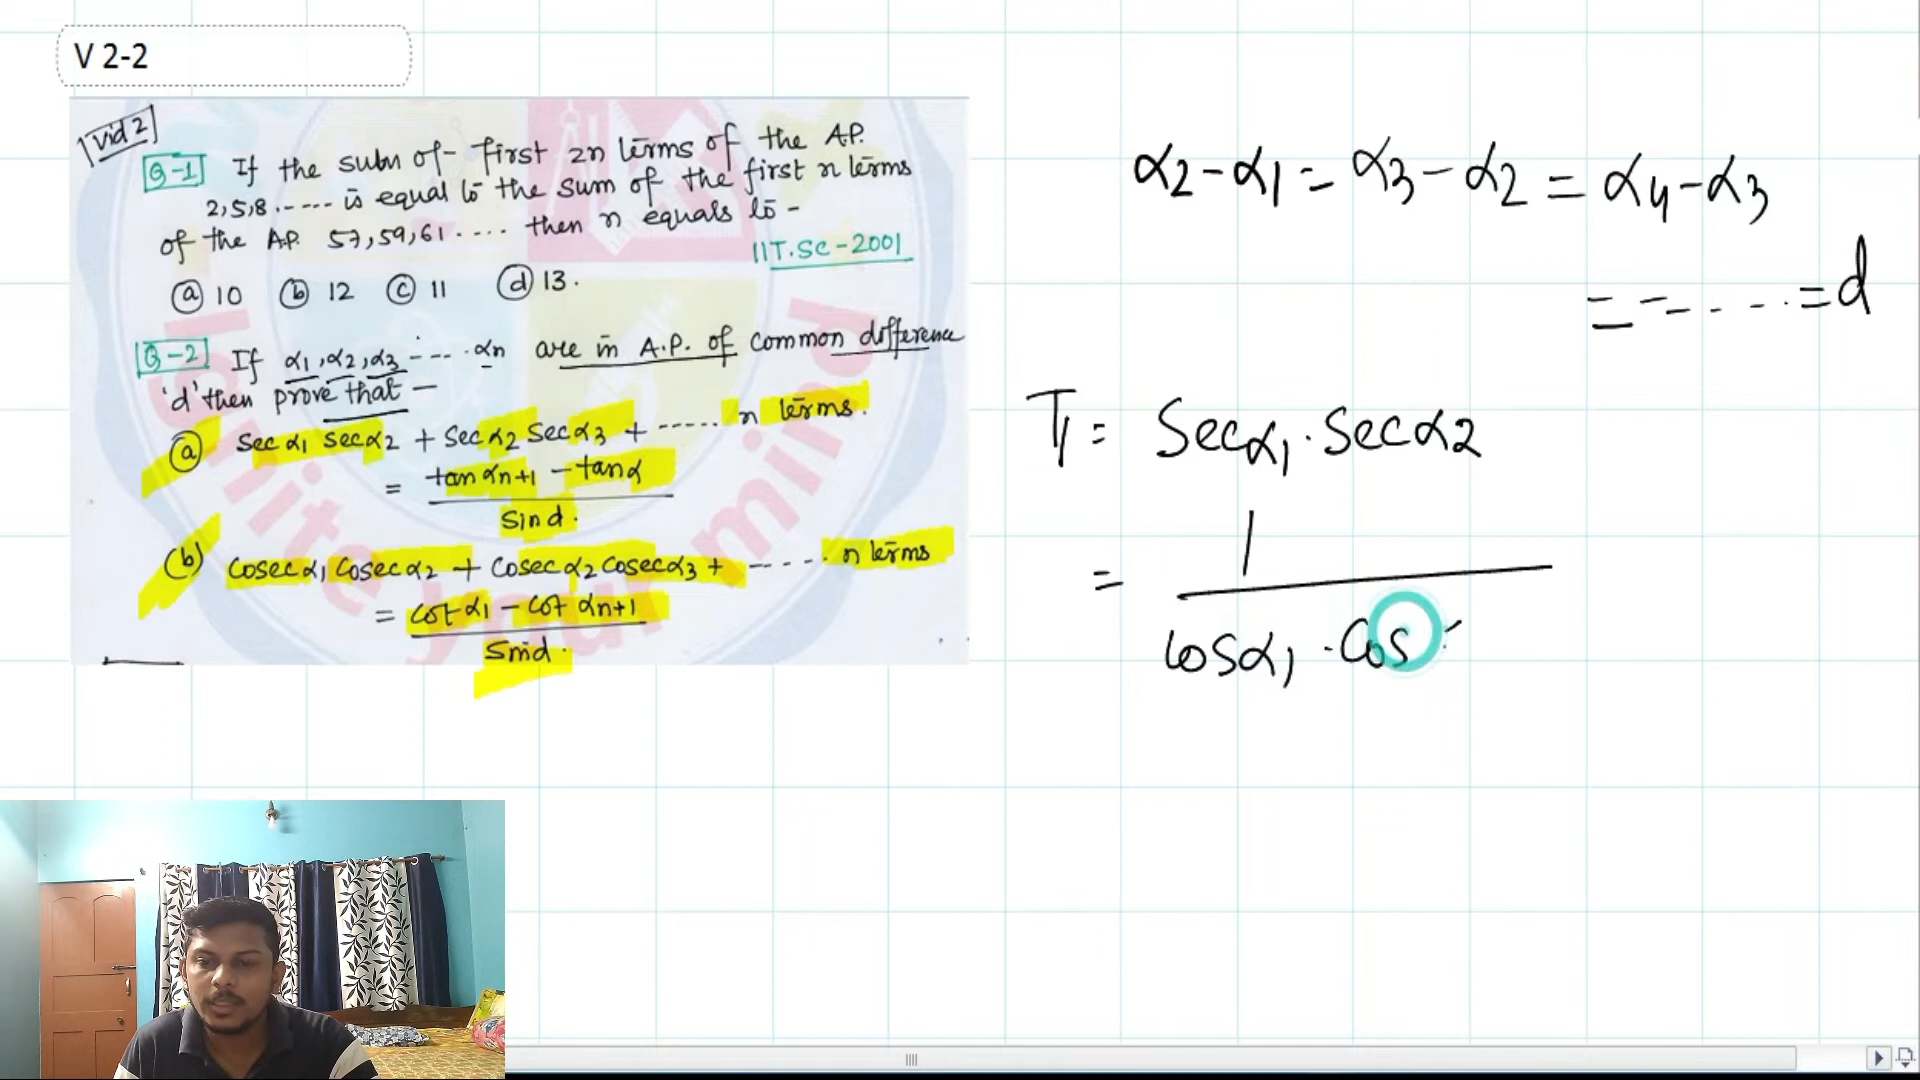 V 2-2
Vid 2
Q-1 If the sum of first 2n terms of the A.P.
2,5,8.----- is equal to the sum of the first n terms
of the A.P. 57,59,61..... then n equals to -
IIT.SC-2001
(a) 10 (b) 12 (c) 11 (d) 13.
Q-2 If α1,α2,α3-----αn are in A.P. of common difference
'd' then prove that —
(a) Sec α1 Sec α2 + Sec α2 Sec α3 + ------ n terms.
= (tan αn+1 - tan α) /
Sin d.
(b) Cosec α1 Cosec α2 + Cosec α2 Cosec α3 + ----- n terms
= (cot α1 - cot αn+1) /
Sin d.
α2-α1 = α3-α2 = α4-α3
= ------ = d
T1 = Secα1 . Secα2
= 1 /
cosα1 . Cos